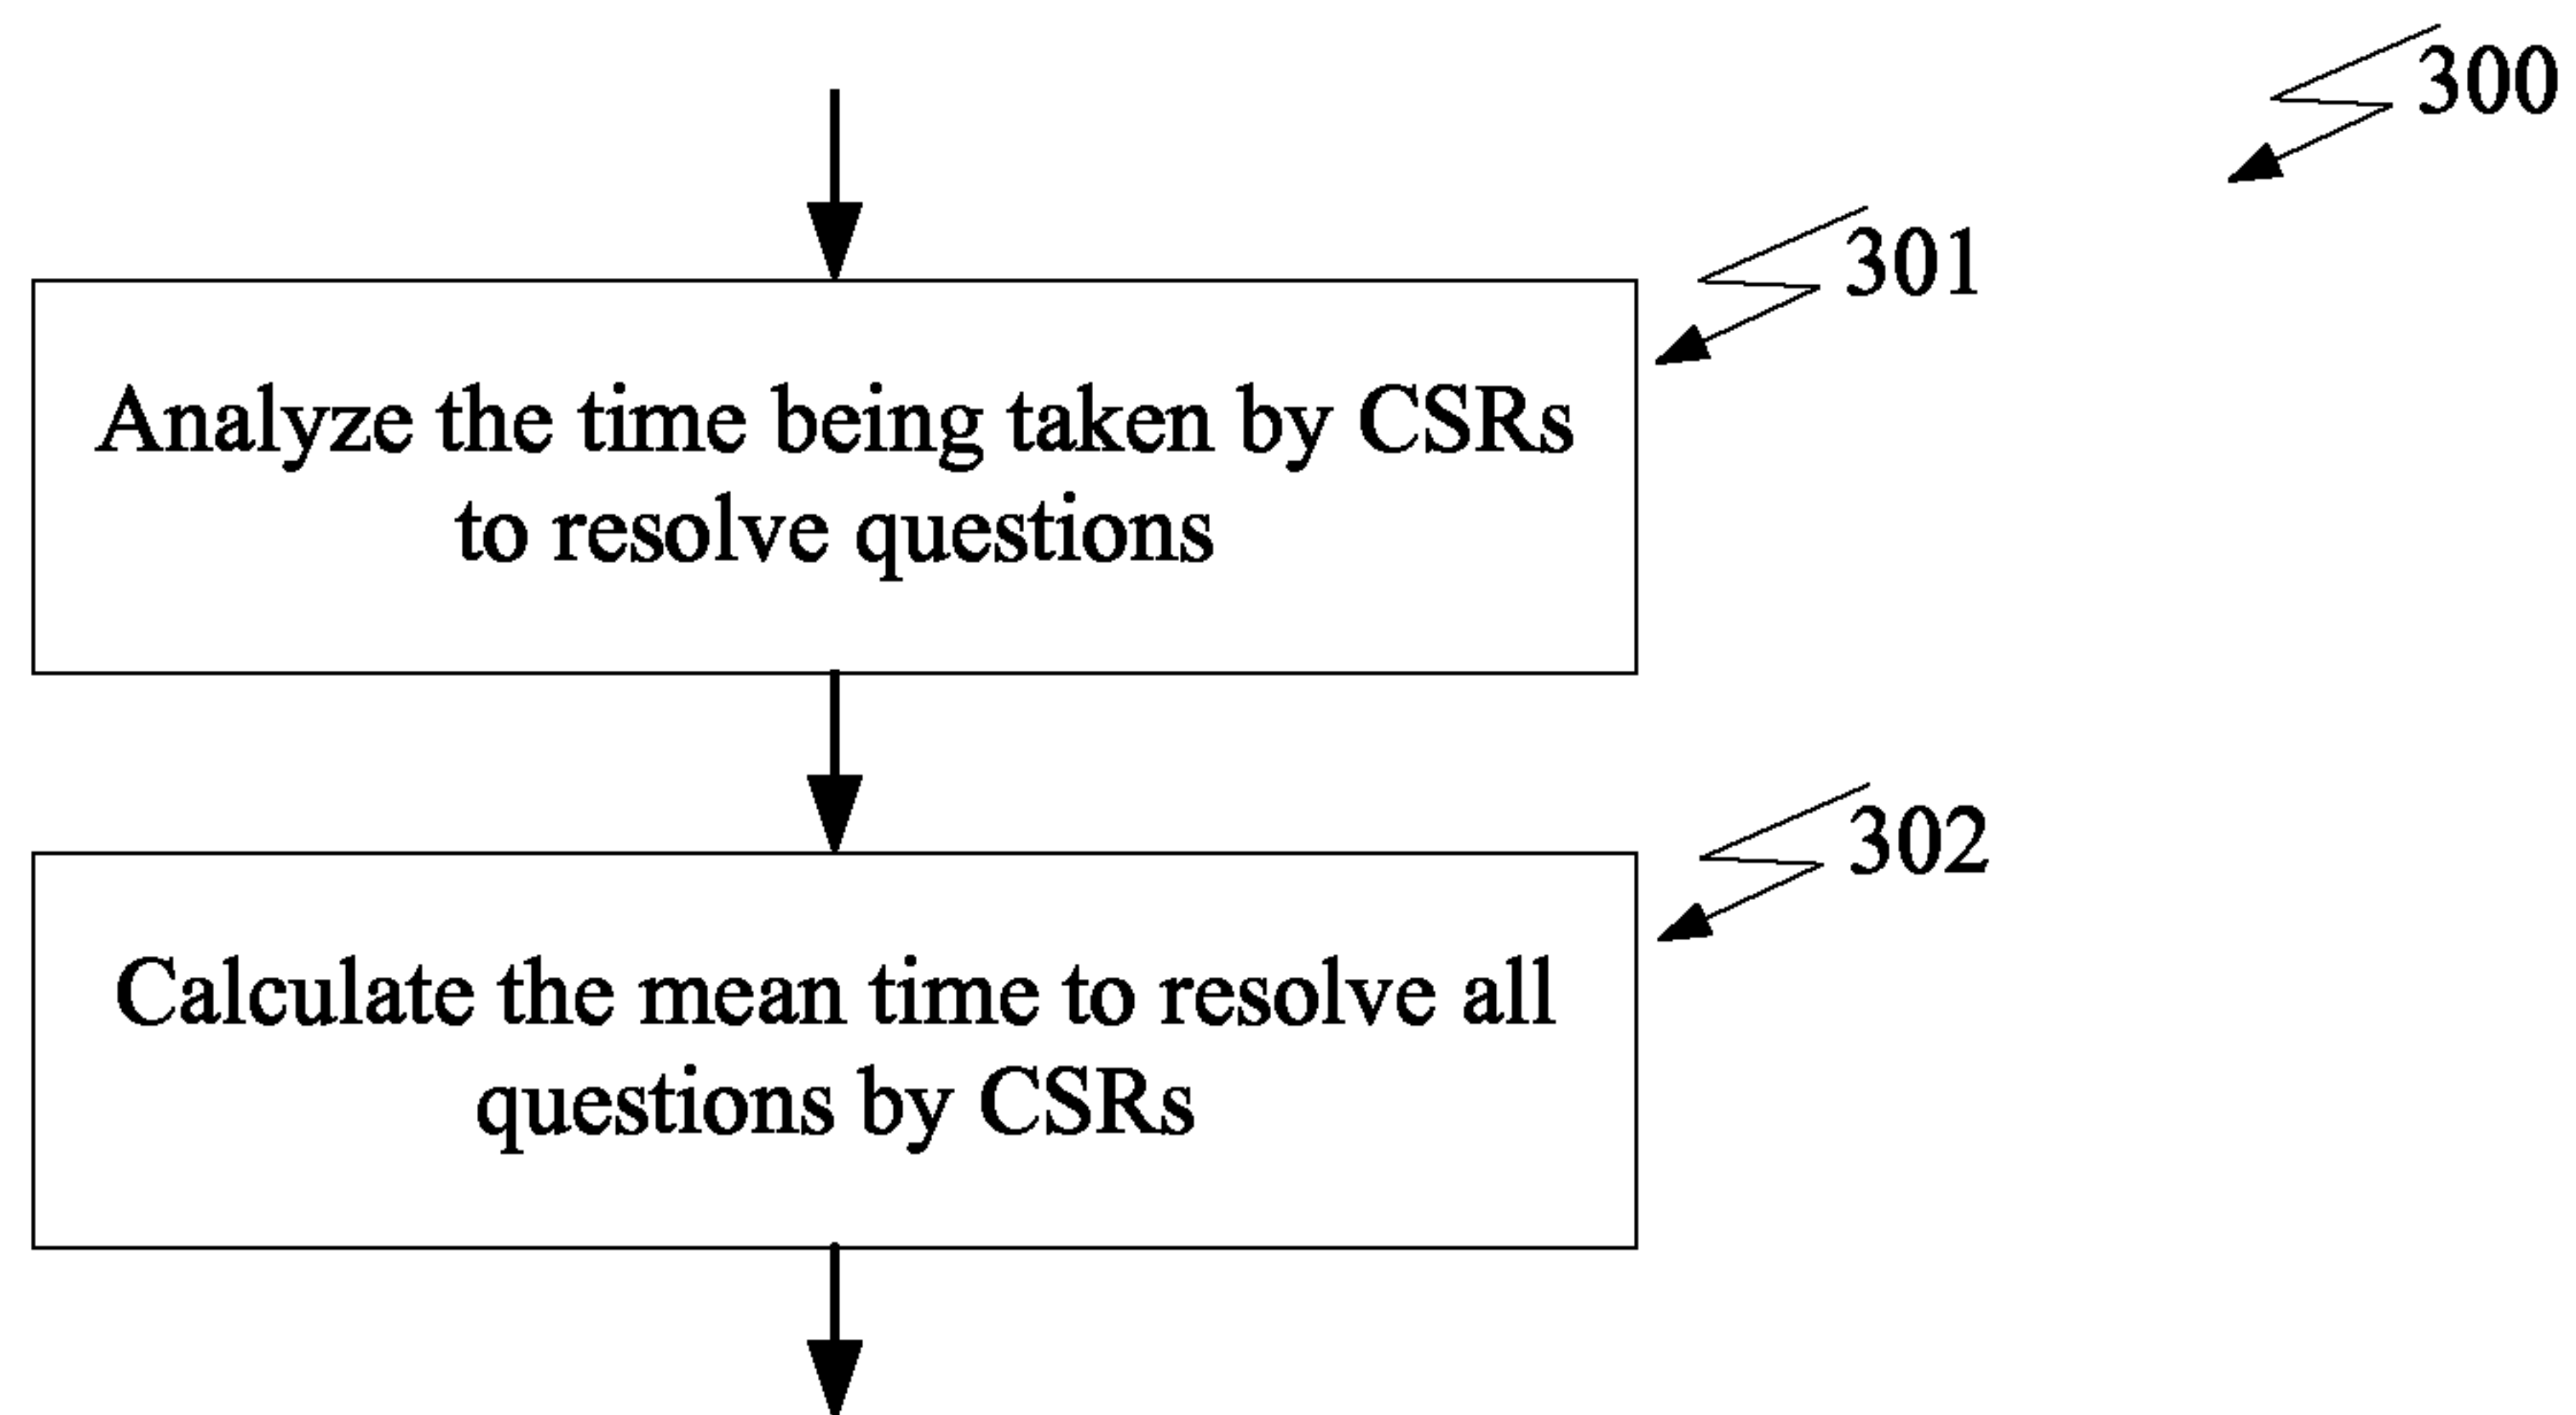 300
301
Analyze the time being taken by CSRs
to resolve questions
302
Calculate the mean time to resolve all
questions by CSRs